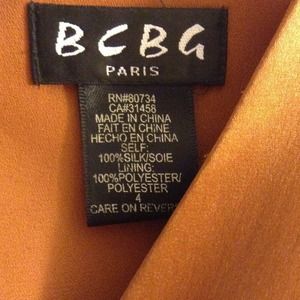 BCBG
PARIS
RN#80734
CA#31458
MADE IN CHINA
FAIT EN CHINE
HECHO EN CHINA
SELF:
100%SILK/SOIE
LINING:
100%POLYESTER/
POLYESTER
4
CARE ON REVER